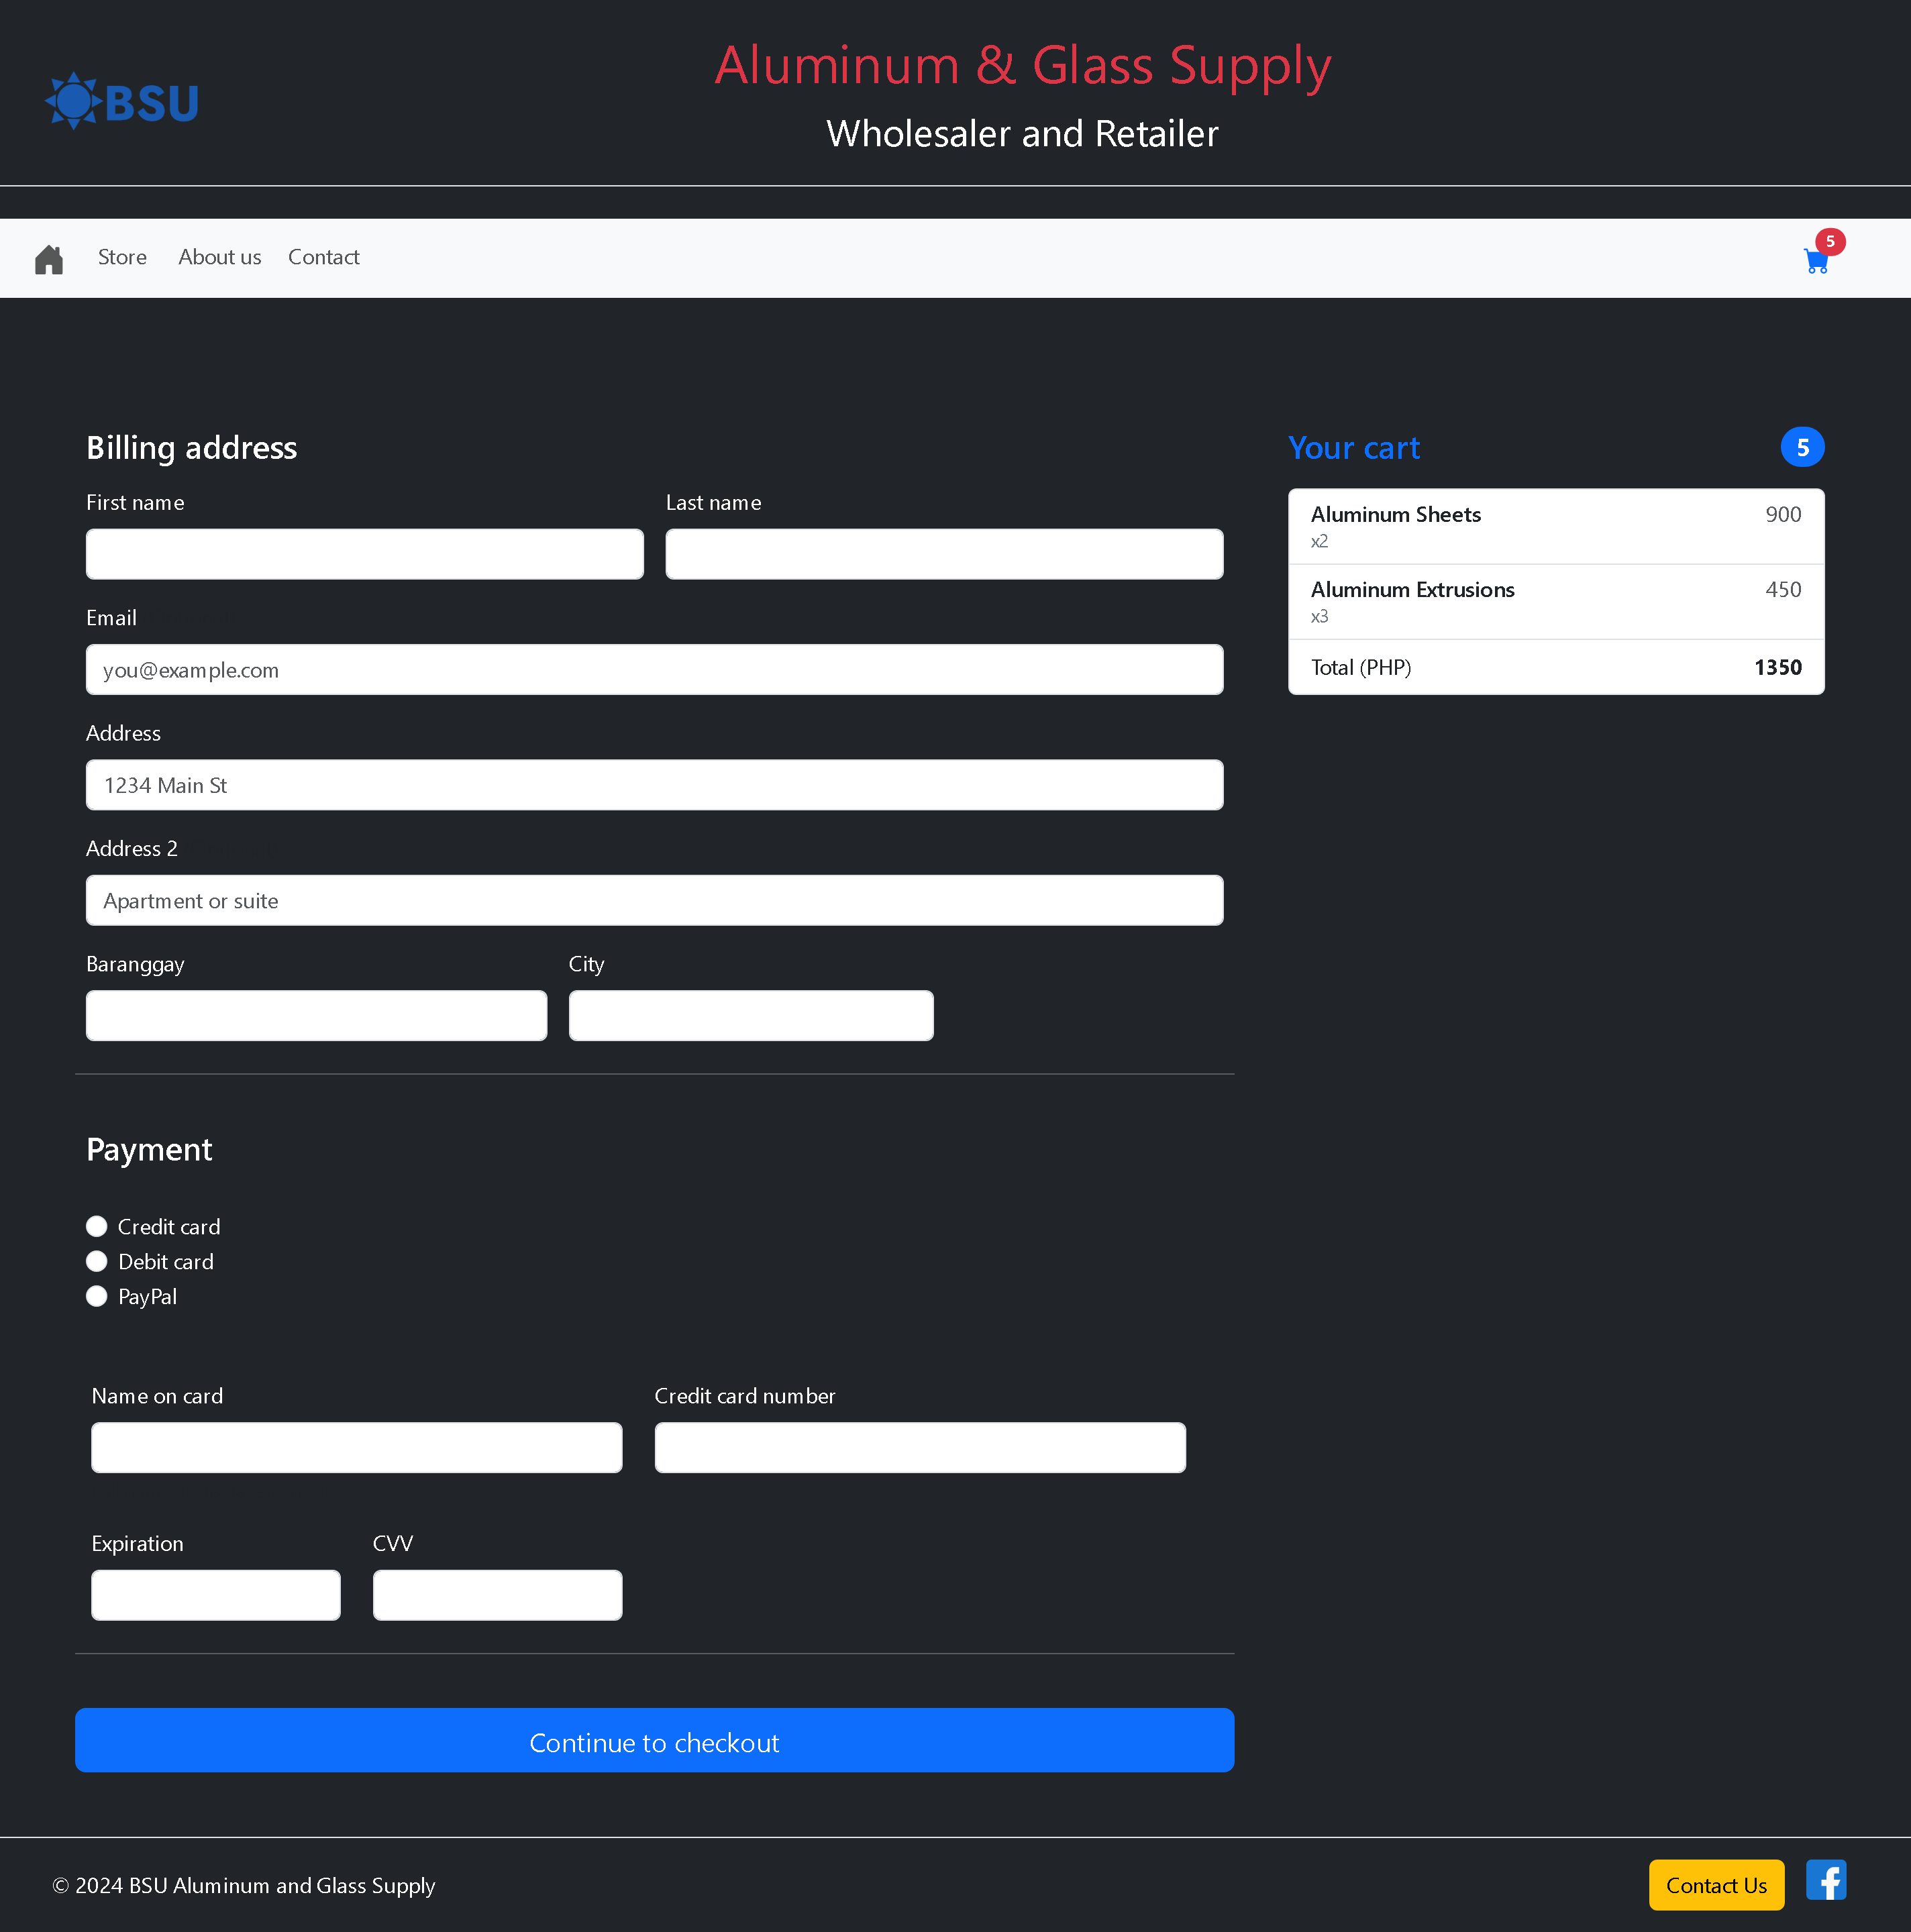 BSU
Aluminum & Glass Supply
Wholesaler and Retailer
Store About us Contact 5
Billing address
First name Last name
Email
you@example.com
Address
1234 Main St
Address 2
Apartment or suite
Baranggay City
Your cart 5
Aluminum Sheets 900
x2
Aluminum Extrusions 450
x3
Total (PHP) 1350
Payment
Credit card
Debit card
PayPal
Name on card Credit card number
Expiration CVV
Continue to checkout
© 2024 BSU Aluminum and Glass Supply Contact Us